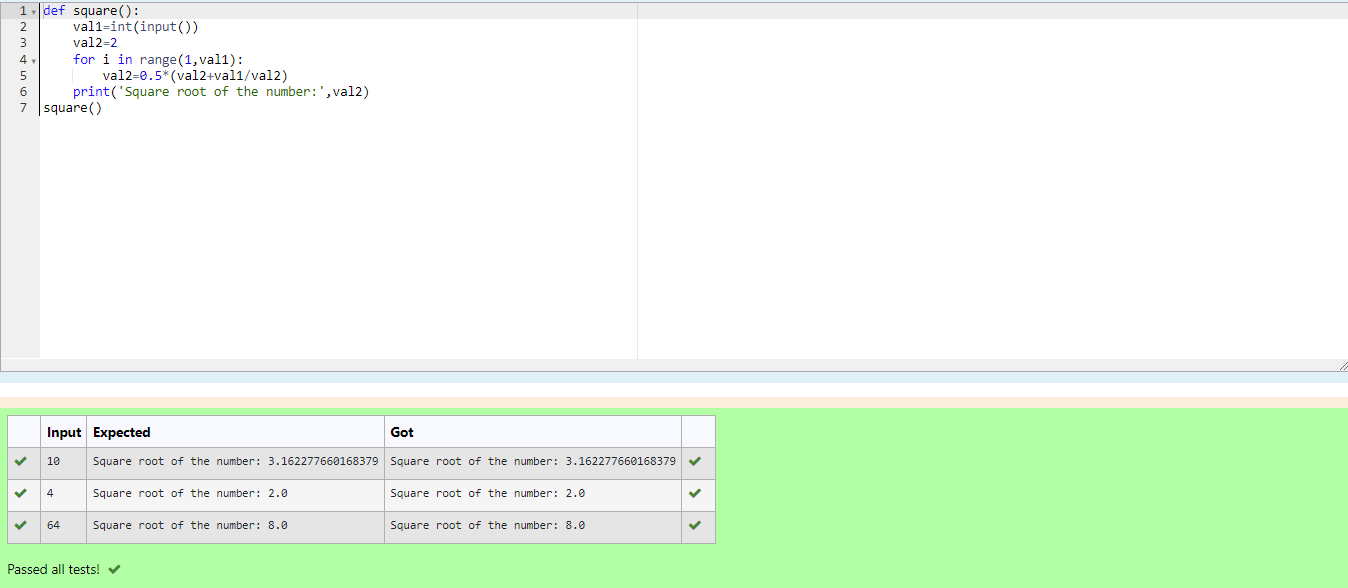 1 def square():
2     val1=int(input())
3     val2=2
4     for i in range(1,val1):
5         val2=0.5*(val2+val1/val2)
6     print('Square root of the number:',val2)
7 square()
Input Expected Got
10 Square root of the number: 3.162277660168379 Square root of the number: 3.162277660168379
4 Square root of the number: 2.0 Square root of the number: 2.0
64 Square root of the number: 8.0 Square root of the number: 8.0
Passed all tests!